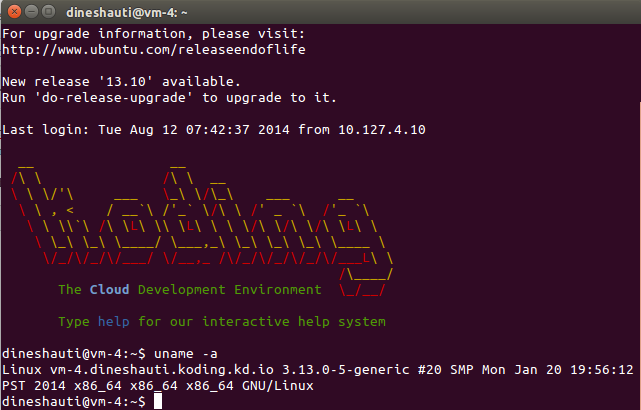 dineshauti@vm-4: ~
For upgrade information, please visit:
http://www.ubuntu.com/releaseendoflife
New release '13.10' available.
Run 'do-release-upgrade' to upgrade to it.
Last login: Tue Aug 12 07:42:37 2014 from 10.127.4.10
Koding
The Cloud Development Environment
Type help for our interactive help system
dineshauti@vm-4:~$ uname -a
Linux vm-4.dineshauti.koding.kd.io 3.13.0-5-generic #20 SMP Mon Jan 20 19:56:12
PST 2014 x86_64 x86_64 x86_64 GNU/Linux
dineshauti@vm-4:~$